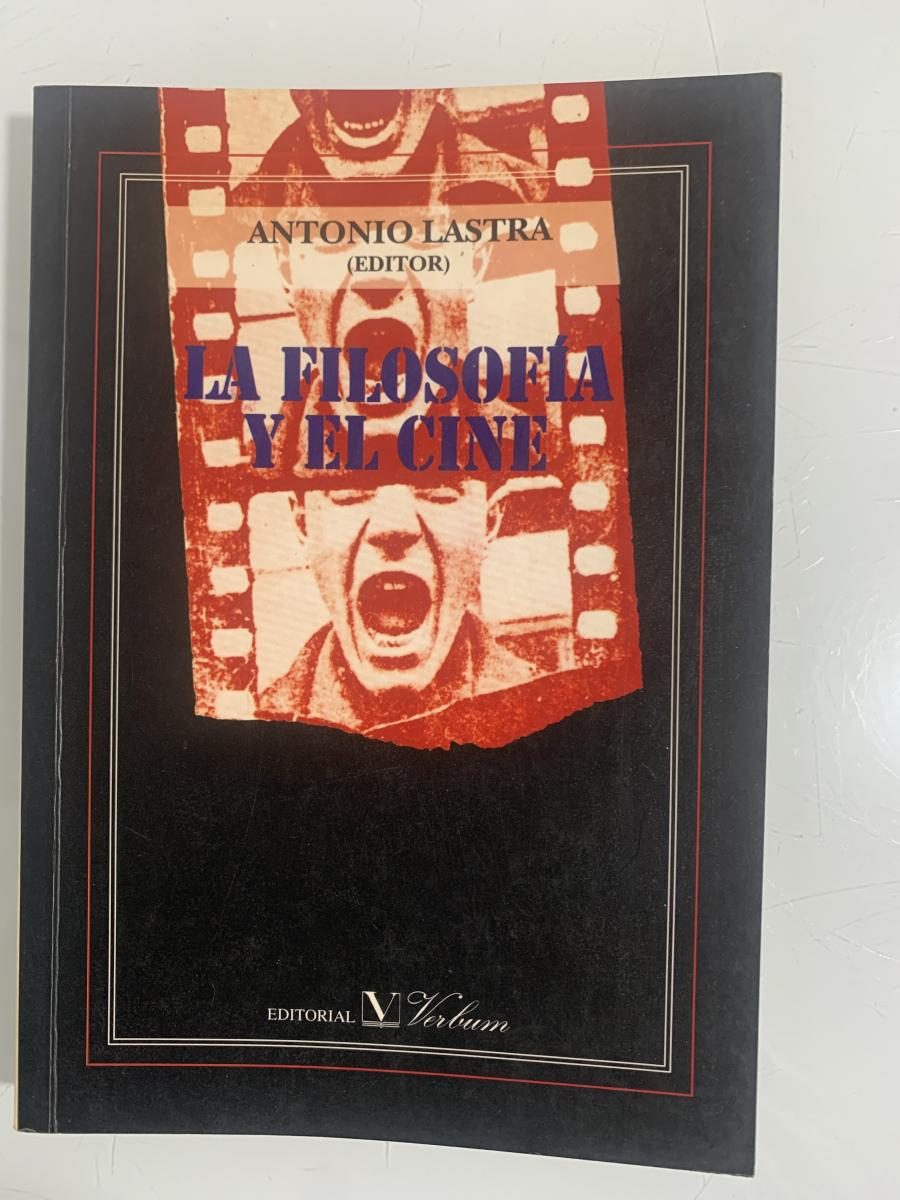 ANTONIO LASTRA
(EDITOR)
LA FILOSOFÍA
Y EL CINE
EDITORIAL V Verbum